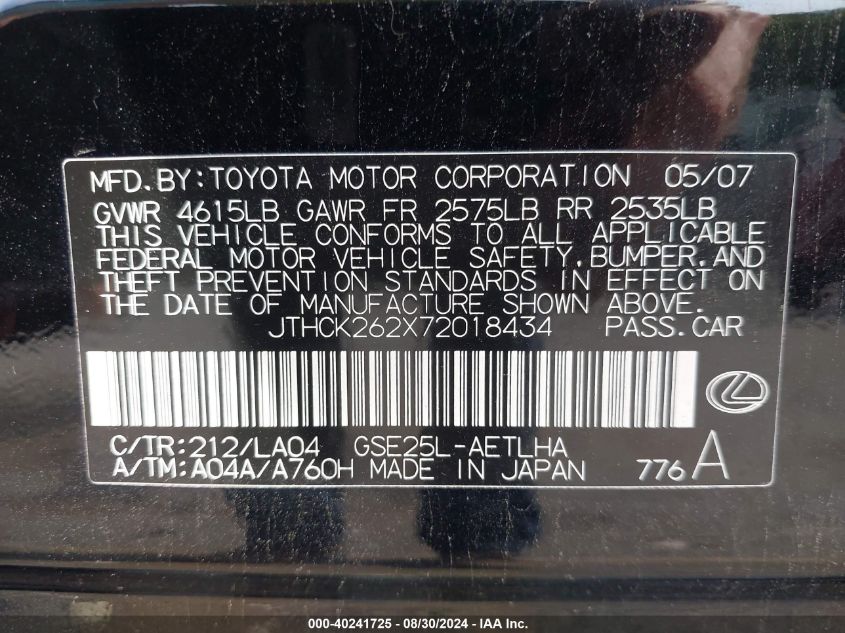 MFD.BY:TOYOTA MOTOR CORPORATION 05/07
GVWR 4615LB GAWR FR 2575LB RR 2535LB
THIS VEHICLE CONFORMS TO ALL APPLICABLE
FEDERAL MOTOR VEHICLE SAFETY,BUMPER,AND
THEFT PREVENTION STANDARDS IN EFFECT ON
THE DATE OF MANUFACTURE SHOWN ABOVE.
JTHCK262X72018434 PASS.CAR
C/TR:212/LA04 GSE25L-AETLHA
A/TM:A04A/A760H MADE IN JAPAN 776 A
000-40241725 - 08/30/2024 - IAA Inc.